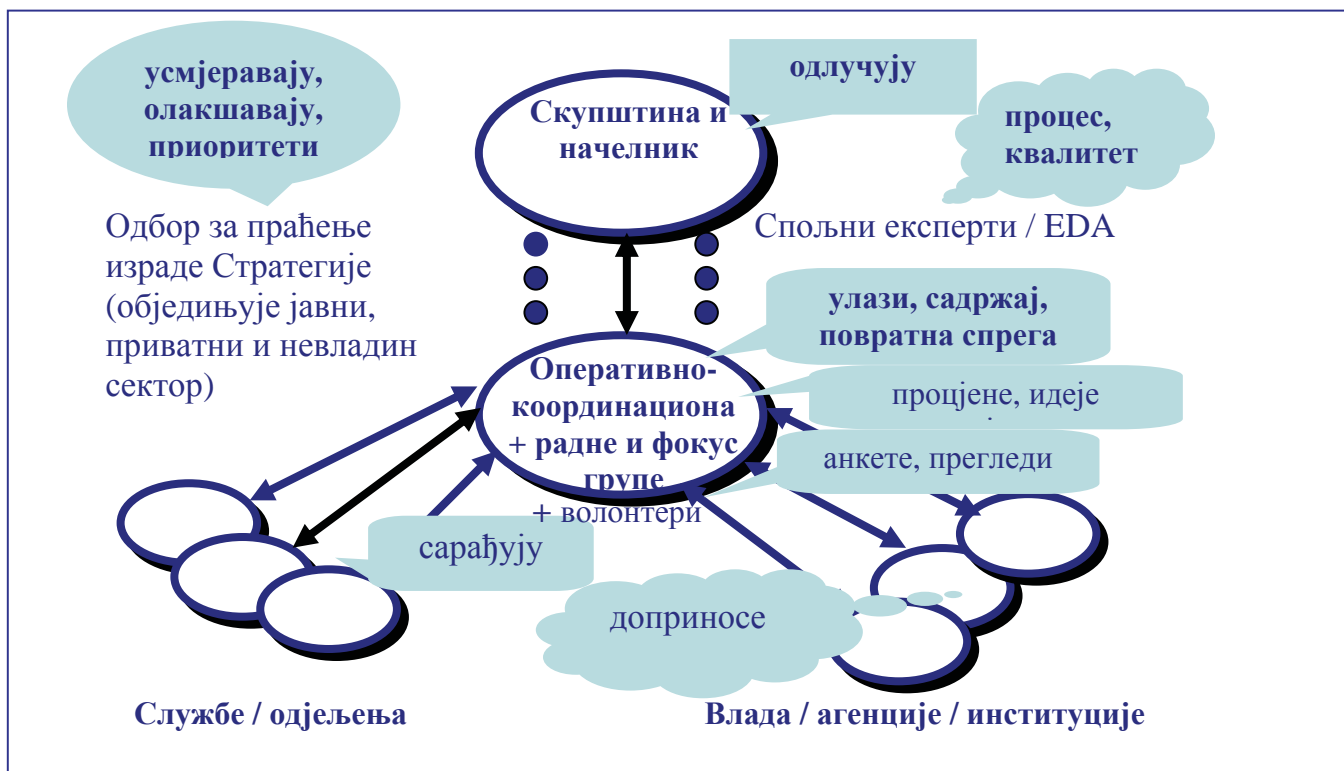 усмјеравају,
олакшавају,
приоритети
одлучују
Скупштина и
начелник
процес,
квалитет
Одбор за праћење
израде Стратегије
(обједињује јавни,
приватни и невладин
сектор)
Спољни експерти / EDA
улази, садржај,
повратна спрега
Оперативно-
координациона
+ радне и фокус
групе
+ волонтери
процјене, идеје
анкете, прегледи
сарађују
доприносе
Службе / одјељења
Влада / агенције / институције